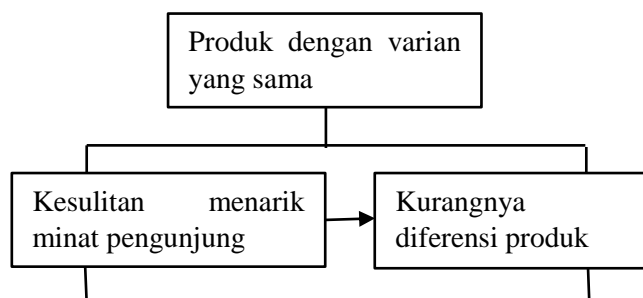 Produk dengan varian
yang sama
Kesulitan menarik
minat pengunjung
Kurangnya
diferensi produk